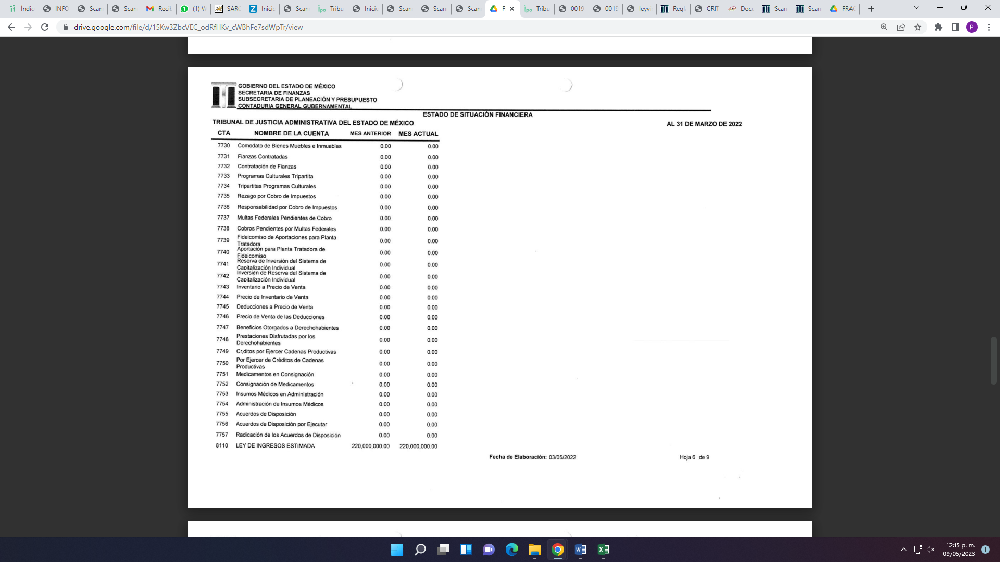 Índic
INFO
Scan
Scan
Recib
(1) W
SARC
Inicic
Scan
Tribu
Inicic
Scan
Scan
Scan
F
Tribu
0019
0019
leyvi
Regla
CRIT
Docu
Scan
Scan
FRAC
drive.google.com/file/d/15Kw3ZbcVEC_odRfHKv_cWBhFe7sdWpTr/view
P
GOBIERNO DEL ESTADO DE MÉXICO
SECRETARIA DE FINANZAS
SUBSECRETARIA DE PLANEACIÓN Y PRESUPUESTO
CONTADURIA GENERAL GUBERNAMENTAL
ESTADO DE SITUACIÓN FINANCIERA
TRIBUNAL DE JUSTICIA ADMINISTRATIVA DEL ESTADO DE MÉXICO
AL 31 DE MARZO DE 2022
CTA NOMBRE DE LA CUENTA MES ANTERIOR MES ACTUAL
7730 Comodato de Bienes Muebles e Inmuebles 0.00 0.00
7731 Fianzas Contratadas 0.00 0.00
7732 Contratación de Fianzas 0.00 0.00
7733 Programas Culturales Tripartita 0.00 0.00
7734 Tripartitas Programas Culturales 0.00 0.00
7735 Rezago por Cobro de Impuestos 0.00 0.00
7736 Responsabilidad por Cobro de Impuestos 0.00 0.00
7737 Multas Federales Pendientes de Cobro 0.00 0.00
7738 Cobros Pendientes por Multas Federales 0.00 0.00
7739 Fideicomiso de Aportaciones para Planta 0.00 0.00
Tratadora
7740 Aportación para Planta Tratadora de 0.00 0.00
Fideicomiso
7741 Reserva de Inversión del Sistema de 0.00 0.00
Capitalización Individual
7742 Inversión de Reserva del Sistema de 0.00 0.00
Capitalización Individual
7743 Inventario a Precio de Venta 0.00 0.00
7744 Precio de Inventario de Venta 0.00 0.00
7745 Deducciones a Precio de Venta 0.00 0.00
7746 Precio de Venta de las Deducciones 0.00 0.00
7747 Beneficios Otorgados a Derechohabientes 0.00 0.00
7748 Prestaciones Disfrutadas por los 0.00 0.00
Derechohabientes
7749 Cr,ditos por Ejercer Cadenas Productivas 0.00 0.00
7750 Por Ejercer de Créditos de Cadenas 0.00 0.00
Productivas
7751 Medicamentos en Consignación 0.00 0.00
7752 Consignación de Medicamentos 0.00 0.00
7753 Insumos Médicos en Administración 0.00 0.00
7754 Administración de Insumos Médicos 0.00 0.00
7755 Acuerdos de Disposición 0.00 0.00
7756 Acuerdos de Disposición por Ejecutar 0.00 0.00
7757 Radicación de los Acuerdos de Disposición 0.00 0.00
8110 LEY DE INGRESOS ESTIMADA 220,000,000.00 220,000,000.00
Fecha de Elaboración: 03/05/2022
Hoja 6 de 9
12:15 p. m.
09/05/2023
1